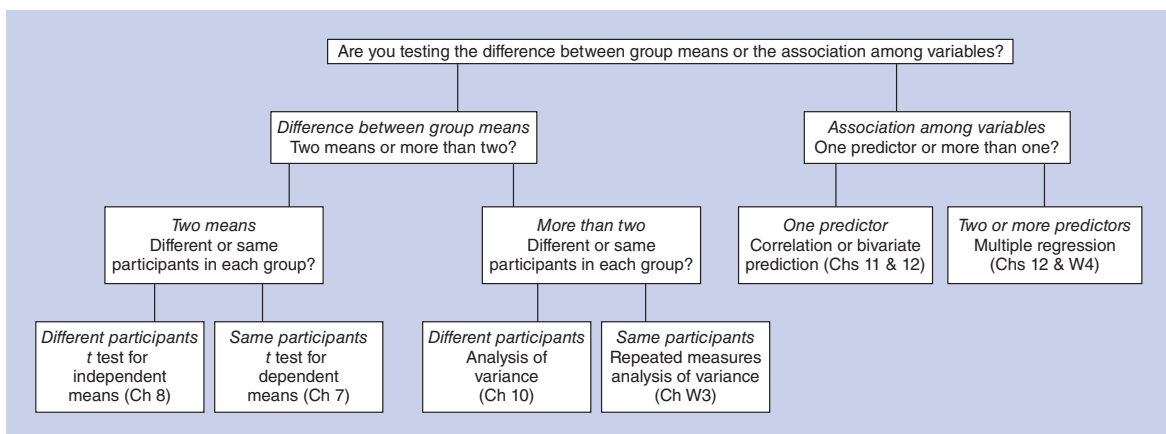 Are you testing the difference between group means or the association among variables?
Difference between group means
Two means or more than two?
Association among variables
One predictor or more than one?
Two means
Different or same
participants in each group?
More than two
Different or same
participants in each group?
One predictor
Correlation or bivariate
prediction (Chs 11 & 12)
Two or more predictors
Multiple regression
(Chs 12 & W4)
Different participants
t test for
independent
means (Ch 8)
Same participants
t test for
dependent
means (Ch 7)
Different participants
Analysis of
variance
(Ch 10)
Same participants
Repeated measures
analysis of variance
(Ch W3)